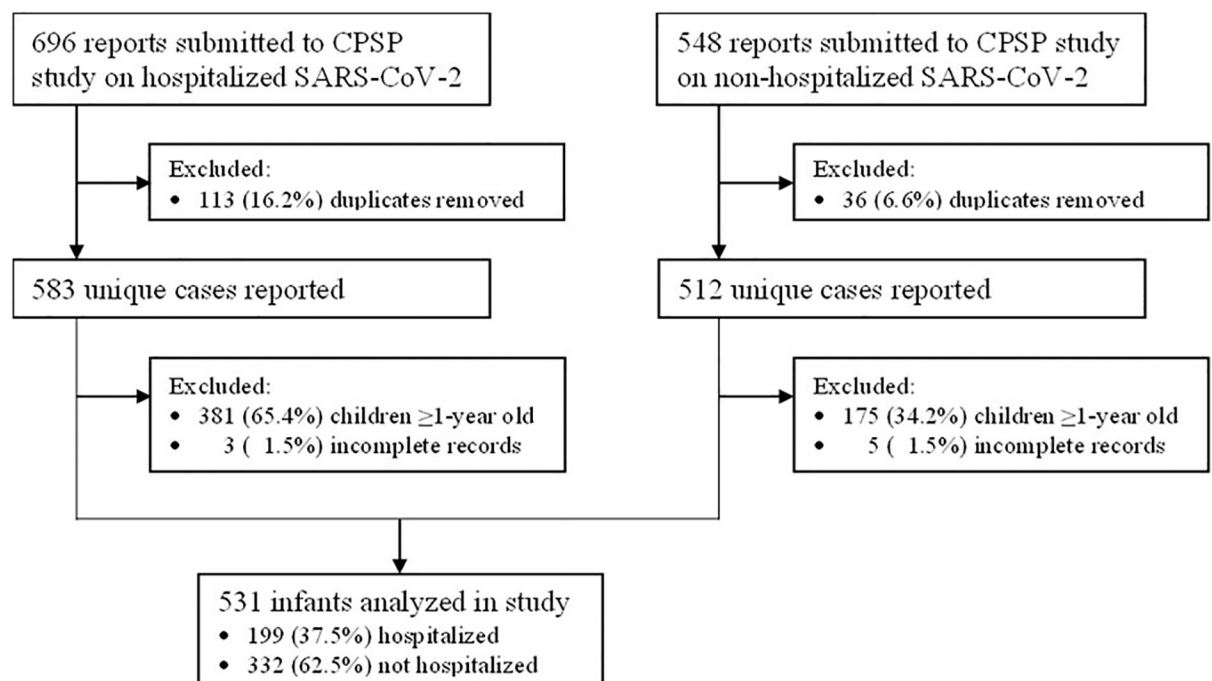 696 reports submitted to CPSP
study on hospitalized SARS-CoV-2
548 reports submitted to CPSP study
on non-hospitalized SARS-CoV-2
Excluded:
• 113 (16.2%) duplicates removed
Excluded:
• 36 (6.6%) duplicates removed
583 unique cases reported
512 unique cases reported
Excluded:
• 381 (65.4%) children ≥1-year old
• 3 ( 1.5%) incomplete records
Excluded:
• 175 (34.2%) children ≥1-year old
• 5 ( 1.5%) incomplete records
531 infants analyzed in study
• 199 (37.5%) hospitalized
• 332 (62.5%) not hospitalized